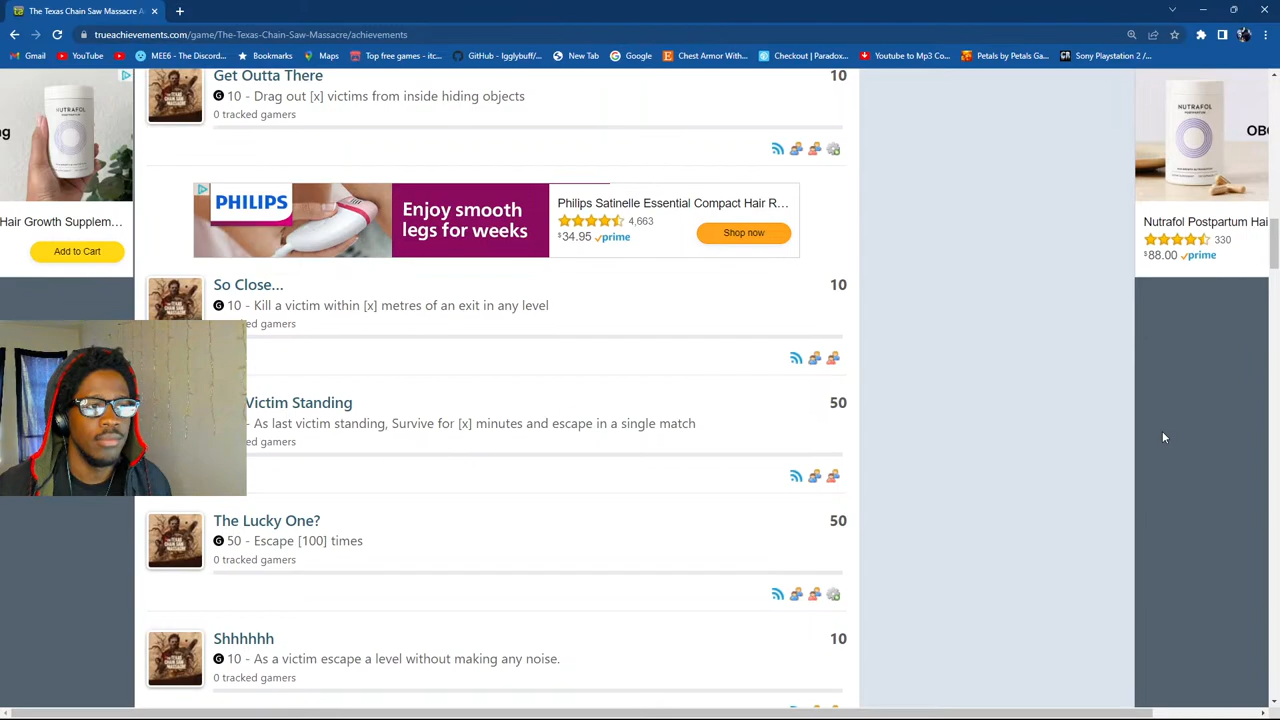 The Texas Chain Saw Massacre A
trueachievements.com/game/The-Texas-Chain-Saw-Massacre/achievements
Gmail
YouTube
MEE6 - The Discord...
Bookmarks
Maps
Top free games - itc...
GitHub - Igglybuff/...
New Tab
Google
Chest Armor With...
Checkout | Paradox...
Youtube to Mp3 Co...
Petals by Petals Ga...
Sony Playstation 2 /...
Get Outta There 10
G 10 - Drag out [x] victims from inside hiding objects
0 tracked gamers
NUTRAFOL
Hair Growth Supplem...
Add to Cart
PHILIPS
Enjoy smooth
legs for weeks
Philips Satinelle Essential Compact Hair R...
4,663
$34.95 prime
Shop now
NUTRAFOL
Nutrafol Postpartum Hai
330
$88.00 prime
So Close... 10
G 10 - Kill a victim within [x] metres of an exit in any level
ed gamers
Victim Standing 50
- As last victim standing, Survive for [x] minutes and escape in a single match
ed gamers
The Lucky One? 50
G 50 - Escape [100] times
0 tracked gamers
Shhhhhh 10
G 10 - As a victim escape a level without making any noise.
0 tracked gamers